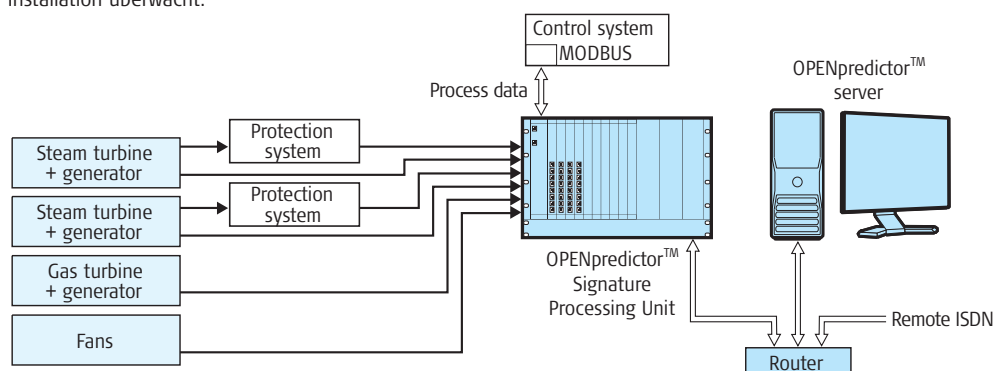 Installation überwacht.
Control system
MODBUS
Process data
OPENpredictor™
server
Protection
system
Steam turbine
+ generator
Protection
system
Steam turbine
+ generator
Gas turbine
+ generator
Fans
OPENpredictor™
Signature
Processing Unit
Remote ISDN
Router